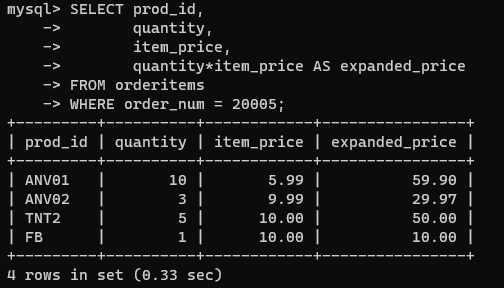 mysql> SELECT prod_id,
    ->        quantity,
    ->        item_price,
    ->        quantity*item_price AS expanded_price
    -> FROM orderitems
    -> WHERE order_num = 20005;
+---------+----------+------------+----------------+
| prod_id | quantity | item_price | expanded_price |
+---------+----------+------------+----------------+
| ANV01   |       10 |       5.99 |          59.90 |
| ANV02   |        3 |       9.99 |          29.97 |
| TNT2    |        5 |      10.00 |          50.00 |
| FB      |        1 |      10.00 |          10.00 |
+---------+----------+------------+----------------+
4 rows in set (0.33 sec)